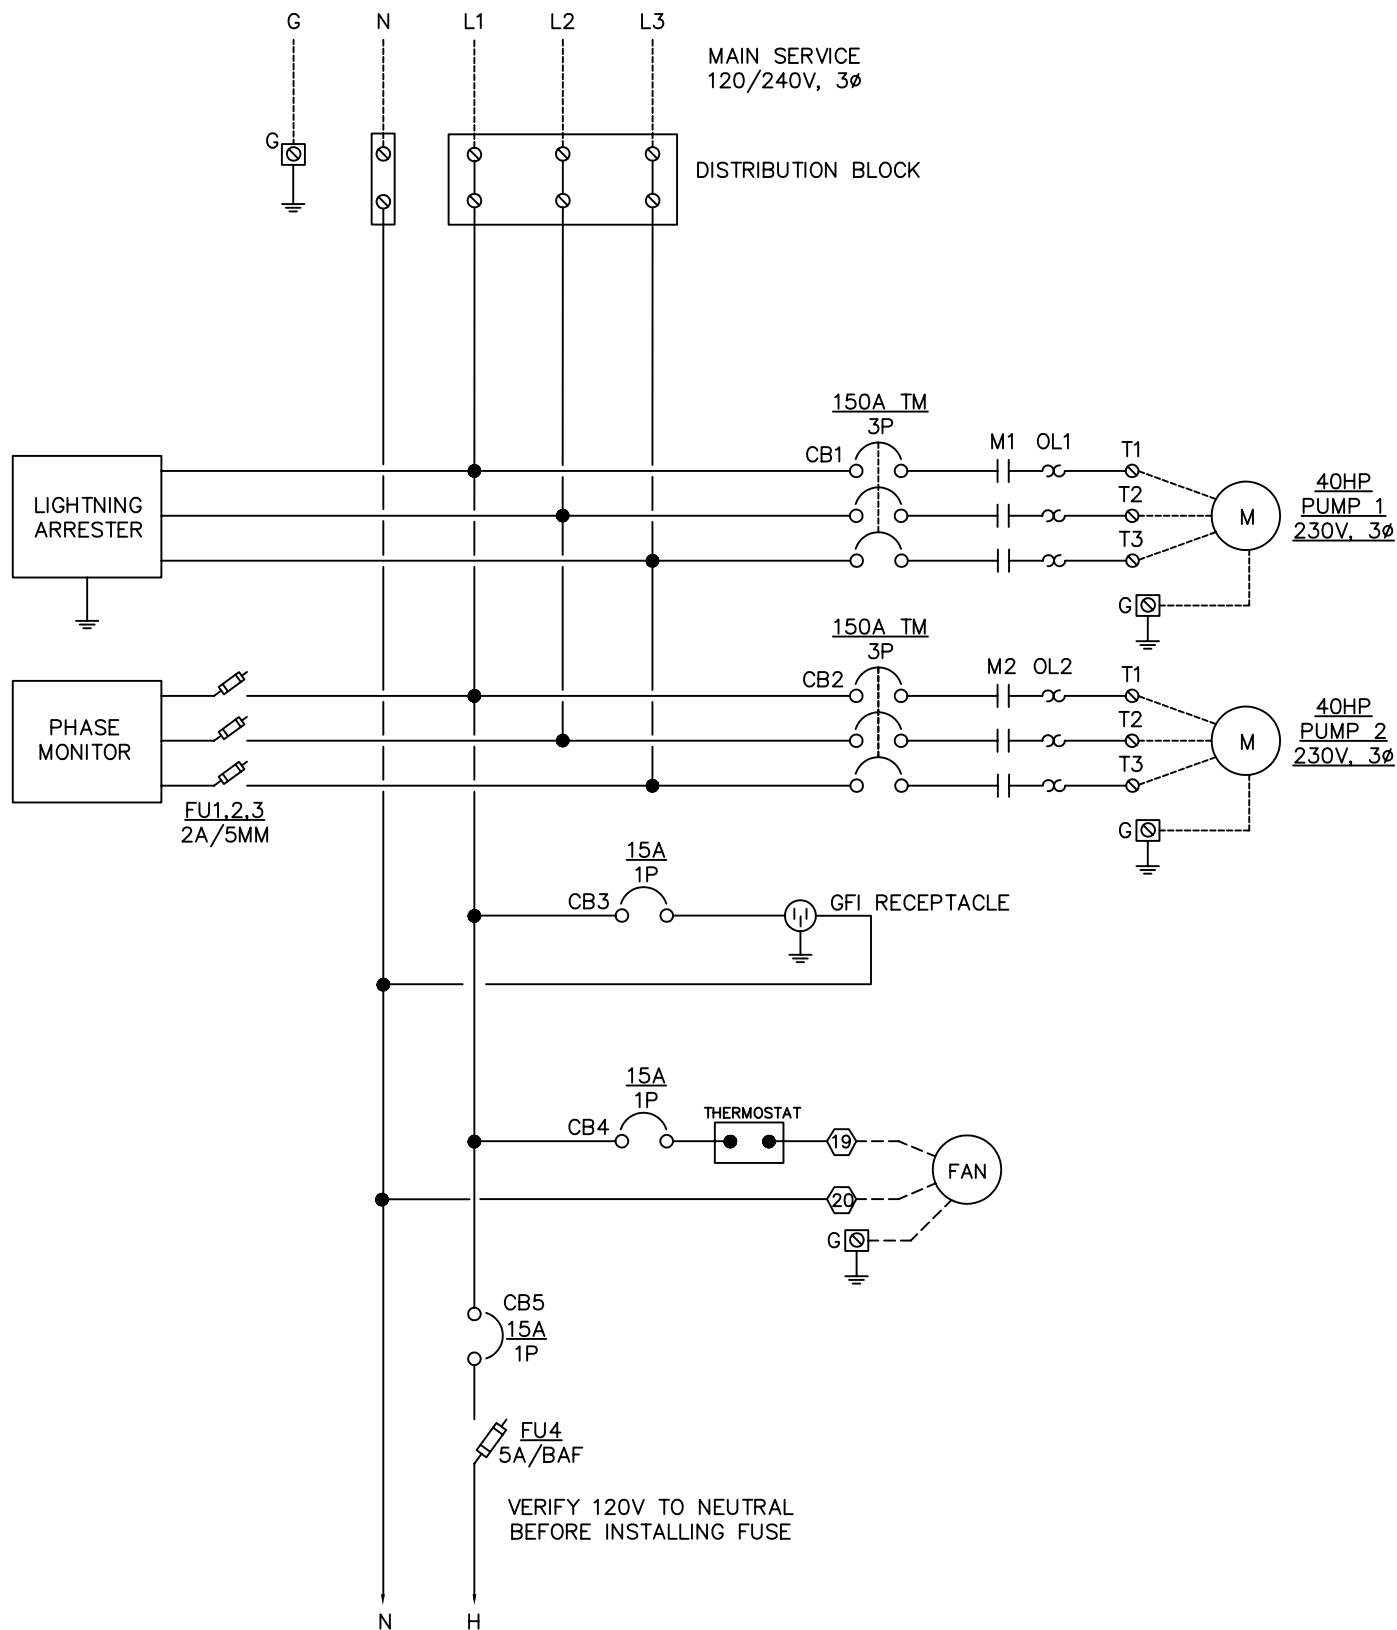 G N L1 L2 L3
MAIN SERVICE
120/240V, 3ø
G
DISTRIBUTION BLOCK
150A TM
3P
CB1
M1 OL1 T1
T2
T3
LIGHTNING
ARRESTER
M
40HP
PUMP 1
230V, 3ø
G
150A TM
3P
CB2
M2 OL2 T1
T2
T3
PHASE
MONITOR
M
40HP
PUMP 2
230V, 3ø
FU1,2,3
2A/5MM
G
15A
1P
CB3
GFI RECEPTACLE
15A
1P
CB4
THERMOSTAT
19
FAN
20
G
CB5
15A
1P
FU4
5A/BAF
VERIFY 120V TO NEUTRAL
BEFORE INSTALLING FUSE
N H